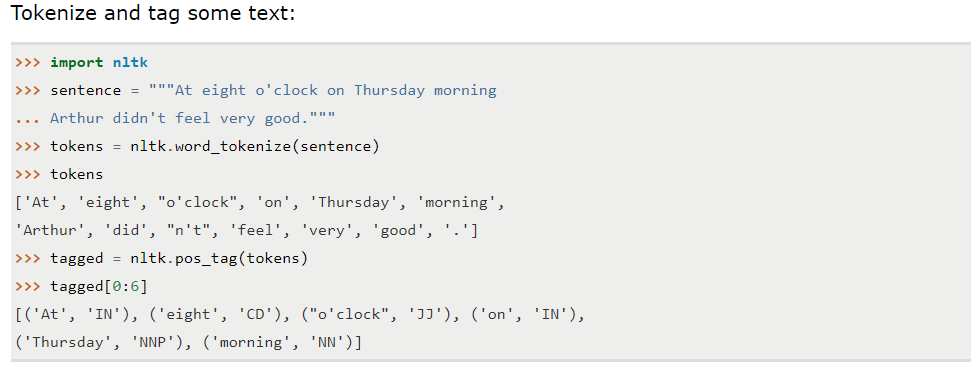 Tokenize and tag some text:
>>> import nltk
>>> sentence = """At eight o'clock on Thursday morning
... Arthur didn't feel very good."""
>>> tokens = nltk.word_tokenize(sentence)
>>> tokens
['At', 'eight', "o'clock", 'on', 'Thursday', 'morning',
'Arthur', 'did', "n't", 'feel', 'very', 'good', '.']
>>> tagged = nltk.pos_tag(tokens)
>>> tagged[0:6]
[('At', 'IN'), ('eight', 'CD'), ("o'clock", 'JJ'), ('on', 'IN'),
('Thursday', 'NNP'), ('morning', 'NN')]